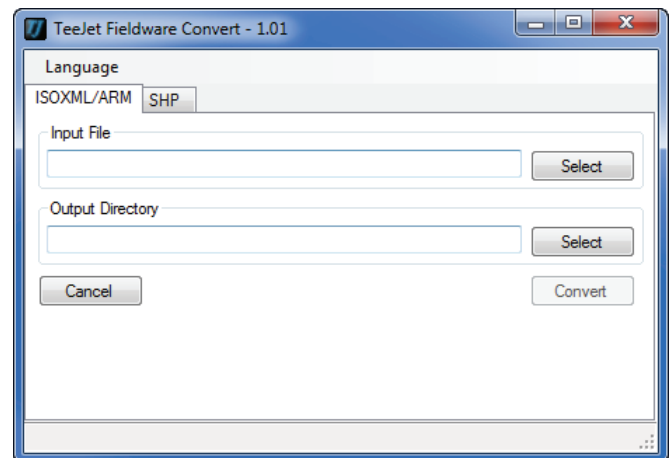 TeeJet Fieldware Convert - 1.01
Language
ISOXML/ARM SHP
Input File
Select
Output Directory
Select
Cancel Convert